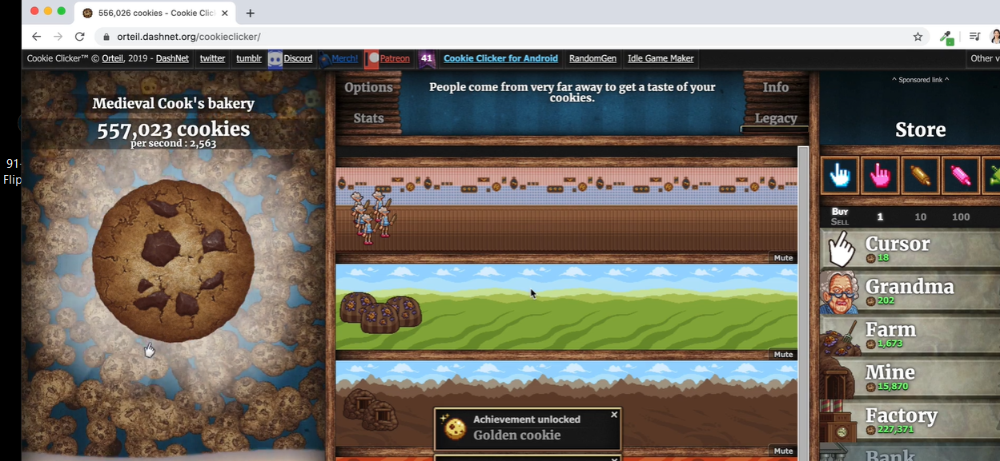 556,026 cookies - Cookie Clic
orteil.dashnet.org/cookieclicker/
Cookie Clicker™ © Orteil, 2019 - DashNet twitter tumblr Discord Merch! Patreon 41 Cookie Clicker for Android RandomGen Idle Game Maker Other v
91-
Flip
Medieval Cook's bakery
557,023 cookies
per second : 2,563
Options
Stats
People come from very far away to get a taste of your
cookies.
Info
Legacy
Mute
Mute
Mute
Achievement unlocked
Golden cookie
^ Sponsored link ^
Store
Buy 1 10 100
Sell
Cursor
18
Grandma
202
Farm
1,673
Mine
15,870
Factory
227,371
Bank